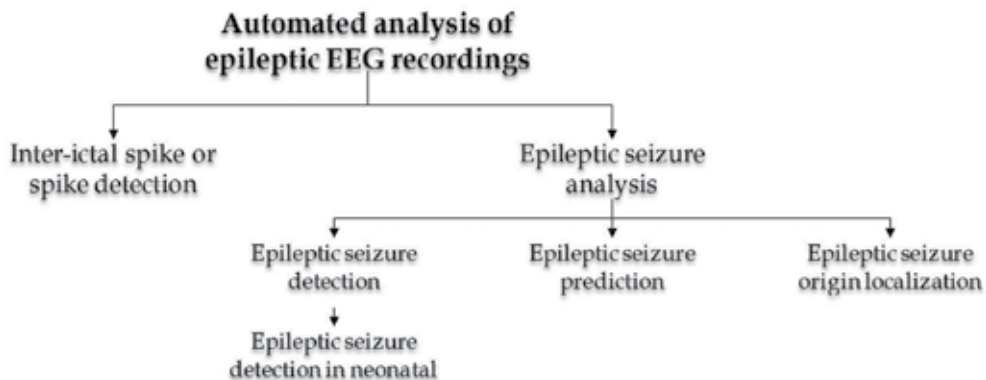 Automated analysis of
epileptic EEG recordings
Inter-ictal spike or
spike detection
Epileptic seizure
analysis
Epileptic seizure
detection
Epileptic seizure
prediction
Epileptic seizure
origin localization
Epileptic seizure
detection in neonatal